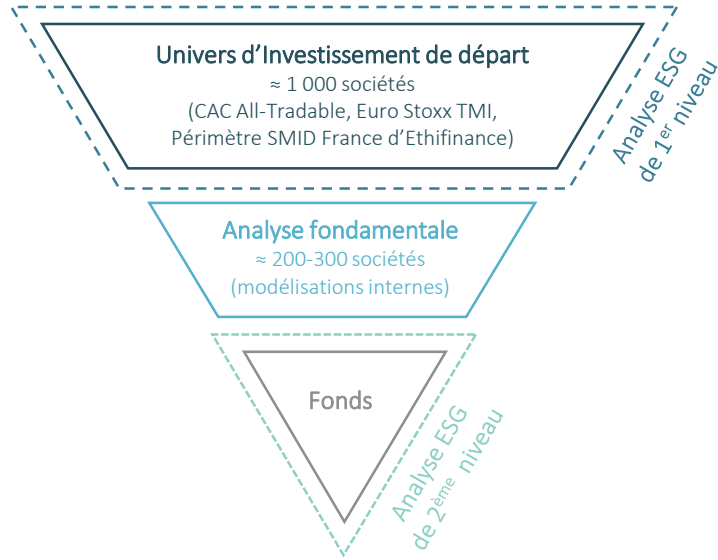 Univers d’Investissement de départ
≈ 1 000 sociétés
(CAC All-Tradable, Euro Stoxx TMI,
Périmètre SMID France d’Ethifinance)
Analyse ESG
de 1er niveau
Analyse fondamentale
≈ 200-300 sociétés
(modélisations internes)
Fonds
Analyse ESG
de 2ème niveau